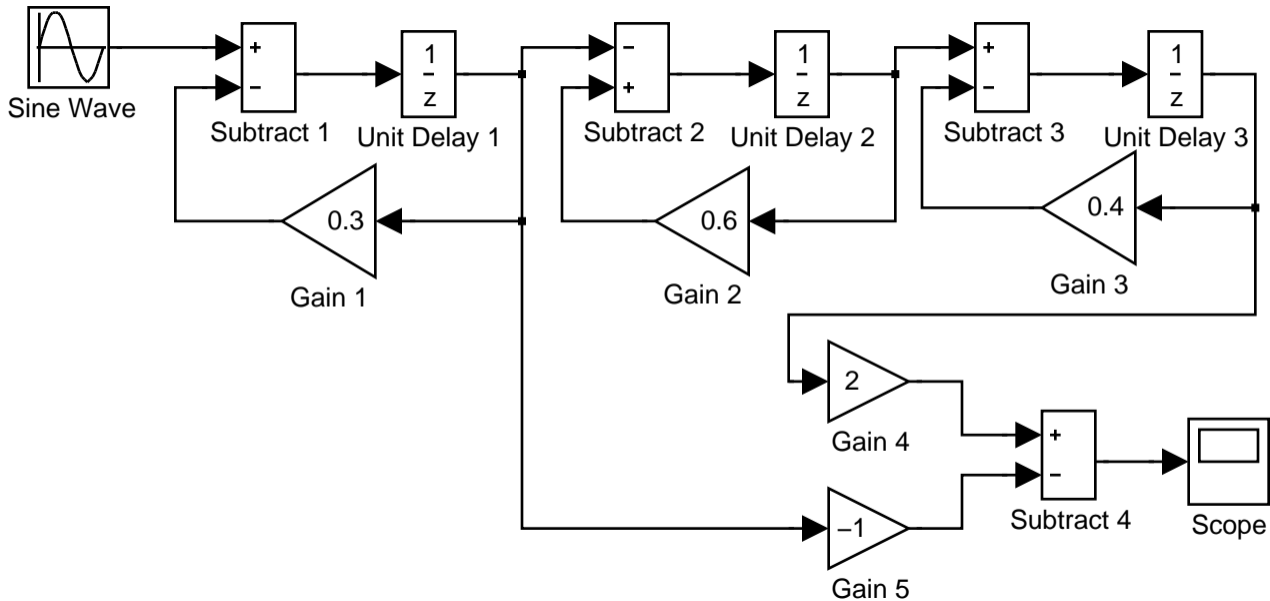 +
−
Sine Wave
Subtract 1
1
z
Unit Delay 1
0.3
Gain 1
−
+
Subtract 2
1
z
Unit Delay 2
0.6
Gain 2
+
−
Subtract 3
1
z
Unit Delay 3
0.4
Gain 3
2
Gain 4
–1
Gain 5
+
−
Subtract 4
Scope